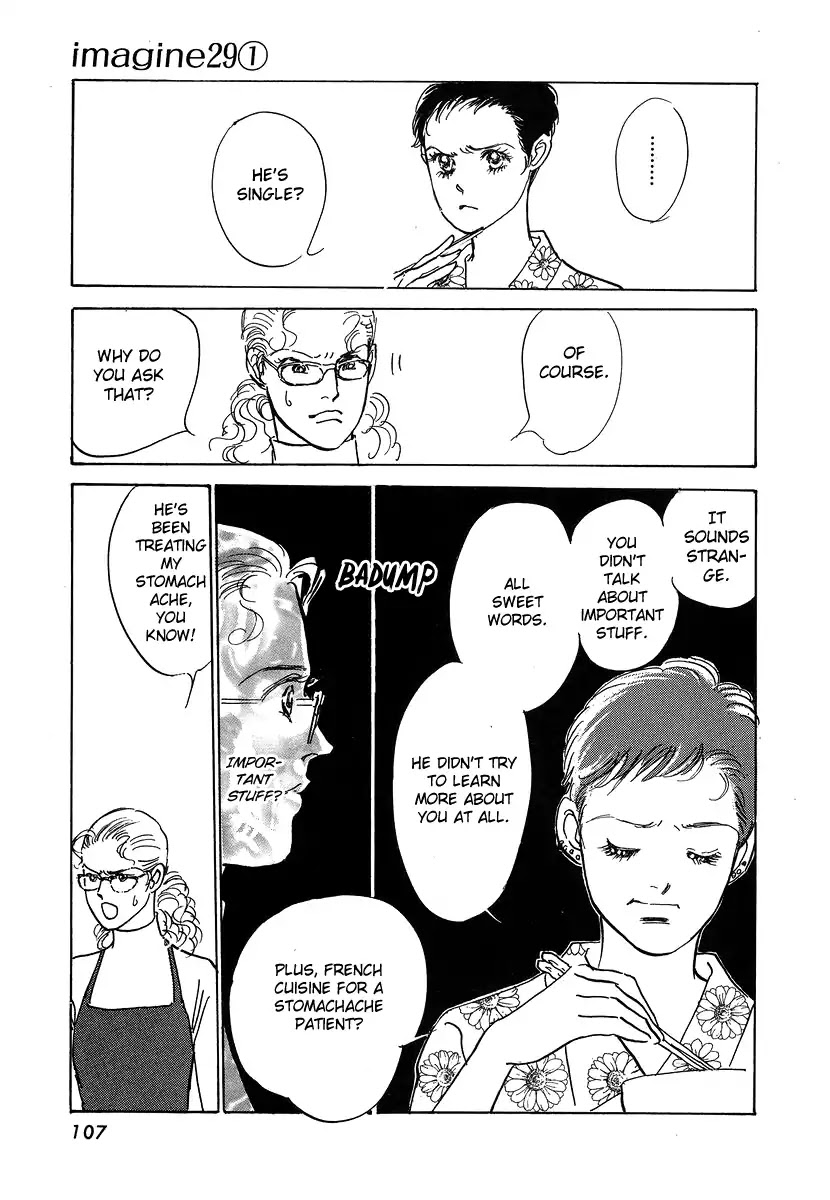 imagine29①
.........
HE'S
SINGLE?
OF
COURSE.
WHY DO
YOU ASK
THAT?
IT
SOUNDS
STRAN-
GE.
YOU
DIDN'T
TALK
ABOUT
IMPORTANT
STUFF.
ALL
SWEET
WORDS.
HE DIDN'T TRY
TO LEARN
MORE ABOUT
YOU AT ALL.
PLUS, FRENCH
CUISINE FOR A
STOMACHACHE
PATIENT?
BADUMP
IMPOR-
TANT
STUFF?
HE'S
BEEN
TREATING
MY
STOMACH
ACHE,
YOU
KNOW!
107